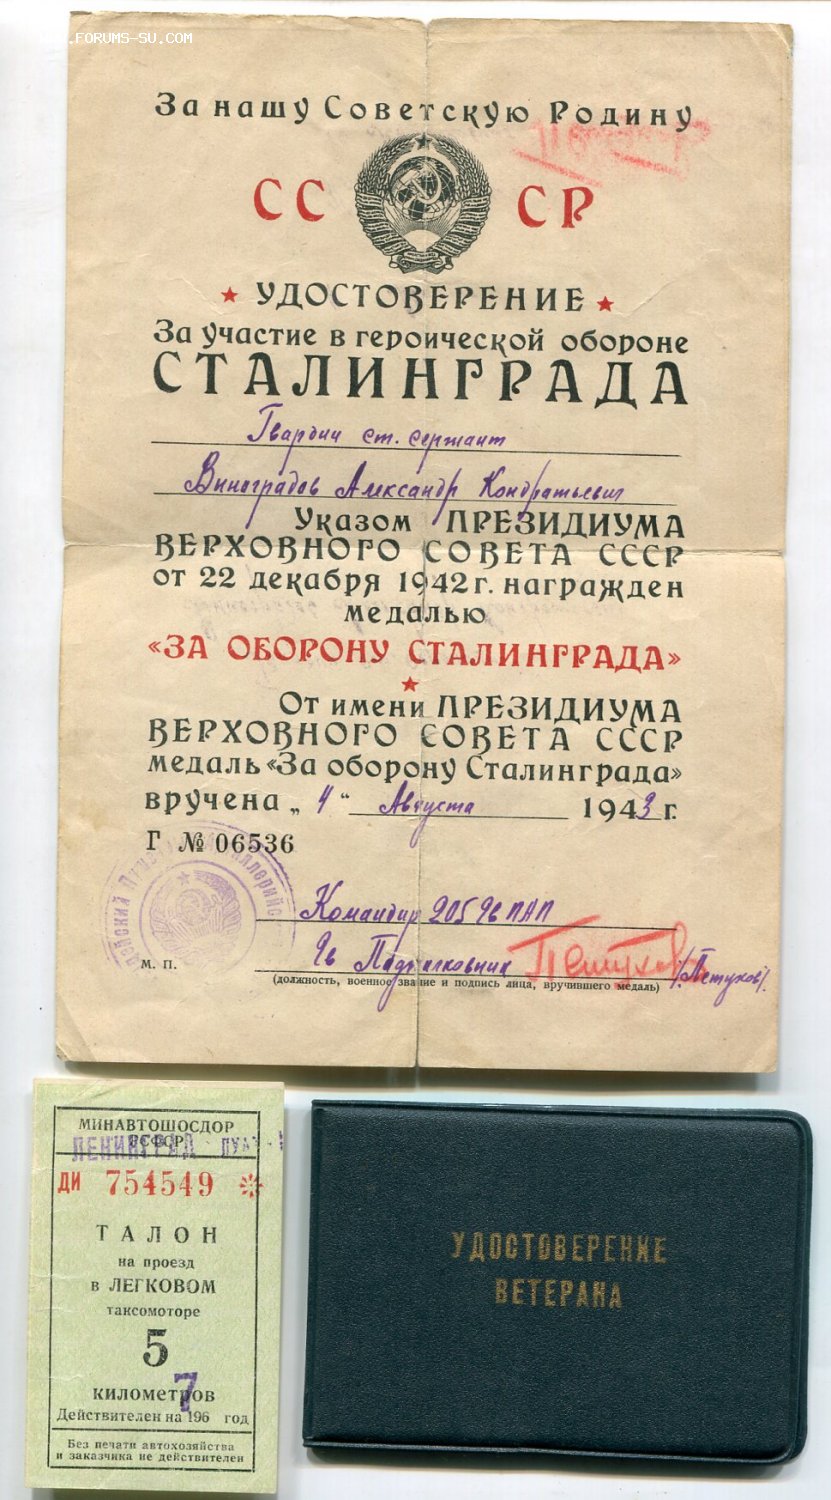 FORUMS-SU.COM
За нашу Советскую Родину
СС СР
УДОСТОВЕРЕНИЕ
За участие в героической обороне
СТАЛИНГРАДА
Гвардии ст. сержант
Виноградов Александр Кондратьевич
Указом ПРЕЗИДИУМА
ВЕРХОВНОГО СОВЕТА СССР
от 22 декабря 1942 г. награжден
медалью
«ЗА ОБОРОНУ СТАЛИНГРАДА»
От имени ПРЕЗИДИУМА
ВЕРХОВНОГО СОВЕТА СССР
медаль «За оборону Сталинграда»
вручена „4“ Августа 1943 г.
Г № 06536
Командир 205 гв ПАП
М. П.
Гв Подполковник Петухов /Петухов/.
(должность, военное звание и подпись лица, вручившего медаль)
МИНАВТОШОСДОР
РСФСР
ЛЕНИНГРАД
ДИ 754549
ТАЛОН
на проезд
в ЛЕГКОВОМ
таксомоторе
5
километров
Действителен на 1967 год
Без печати автохозяйства
и заказчика не действителен
УДОСТОВЕРЕНИЕ
ВЕТЕРАНА